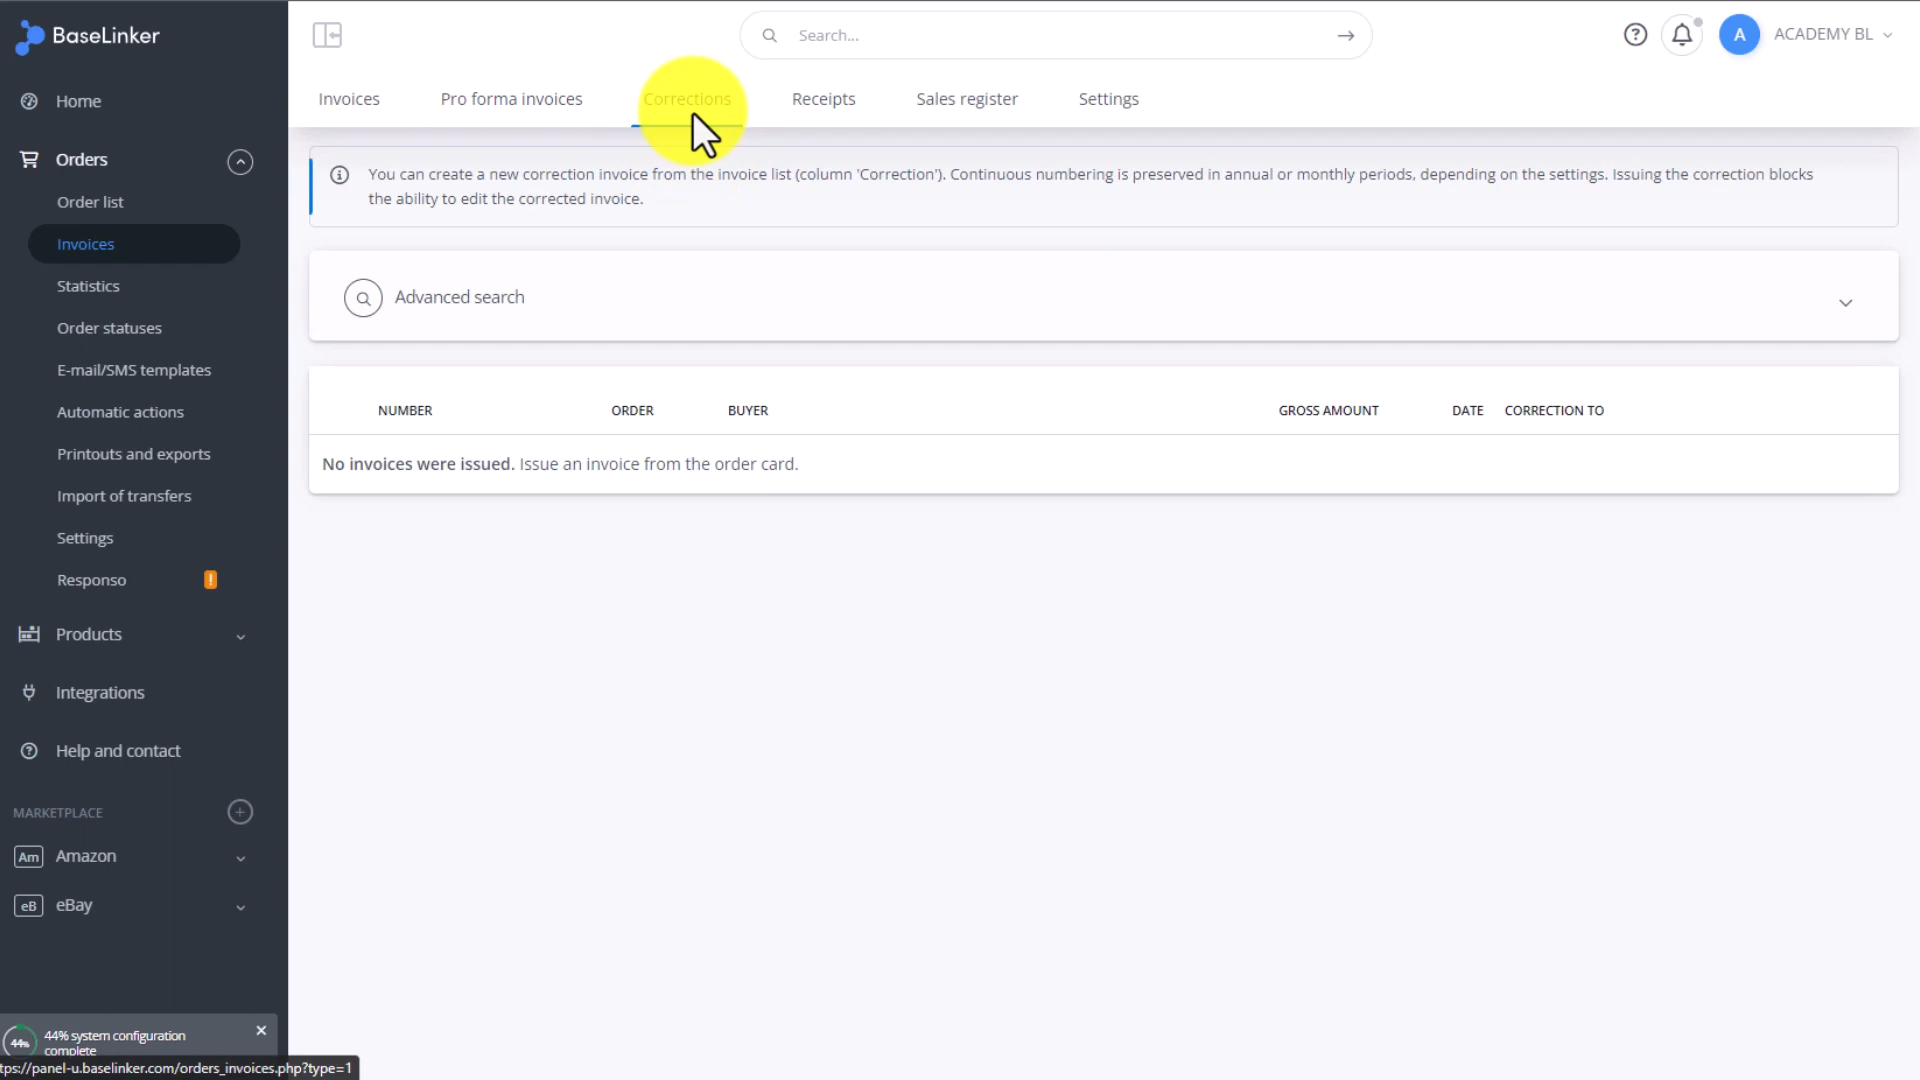 BaseLinker
Search...
A
ACADEMY BL
Home
Orders
Order list
Invoices
Statistics
Order statuses
E-mail/SMS templates
Automatic actions
Printouts and exports
Import of transfers
Settings
Responso
!
Products
Integrations
Help and contact
MARKETPLACE
Am Amazon
eB eBay
44%
44% system configuration
complete
tps://panel-u.baselinker.com/orders_invoices.php?type=1
Invoices
Pro forma invoices
Corrections
Receipts
Sales register
Settings
You can create a new correction invoice from the invoice list (column 'Correction'). Continuous numbering is preserved in annual or monthly periods, depending on the settings. Issuing the correction blocks
the ability to edit the corrected invoice.
Advanced search
NUMBER ORDER BUYER GROSS AMOUNT DATE CORRECTION TO
No invoices were issued. Issue an invoice from the order card.